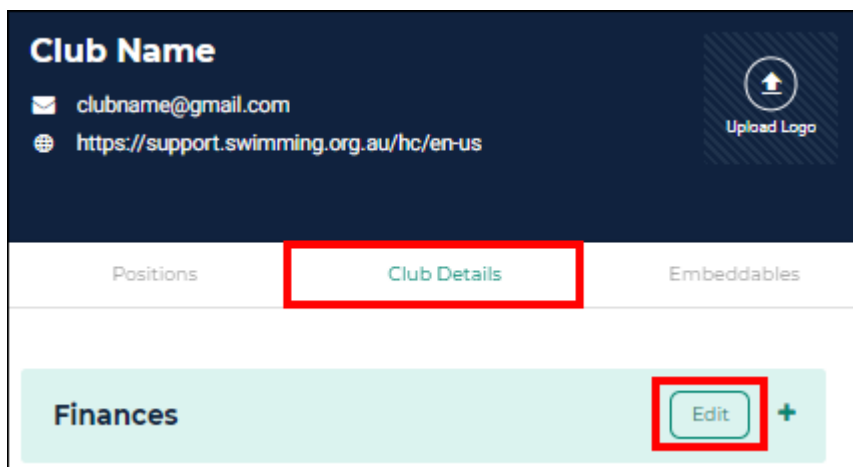 Club Name
clubname@gmail.com
https://support.swimming.org.au/hc/en-us
Upload Logo
Positions
Club Details
Embeddables
Finances
Edit
+